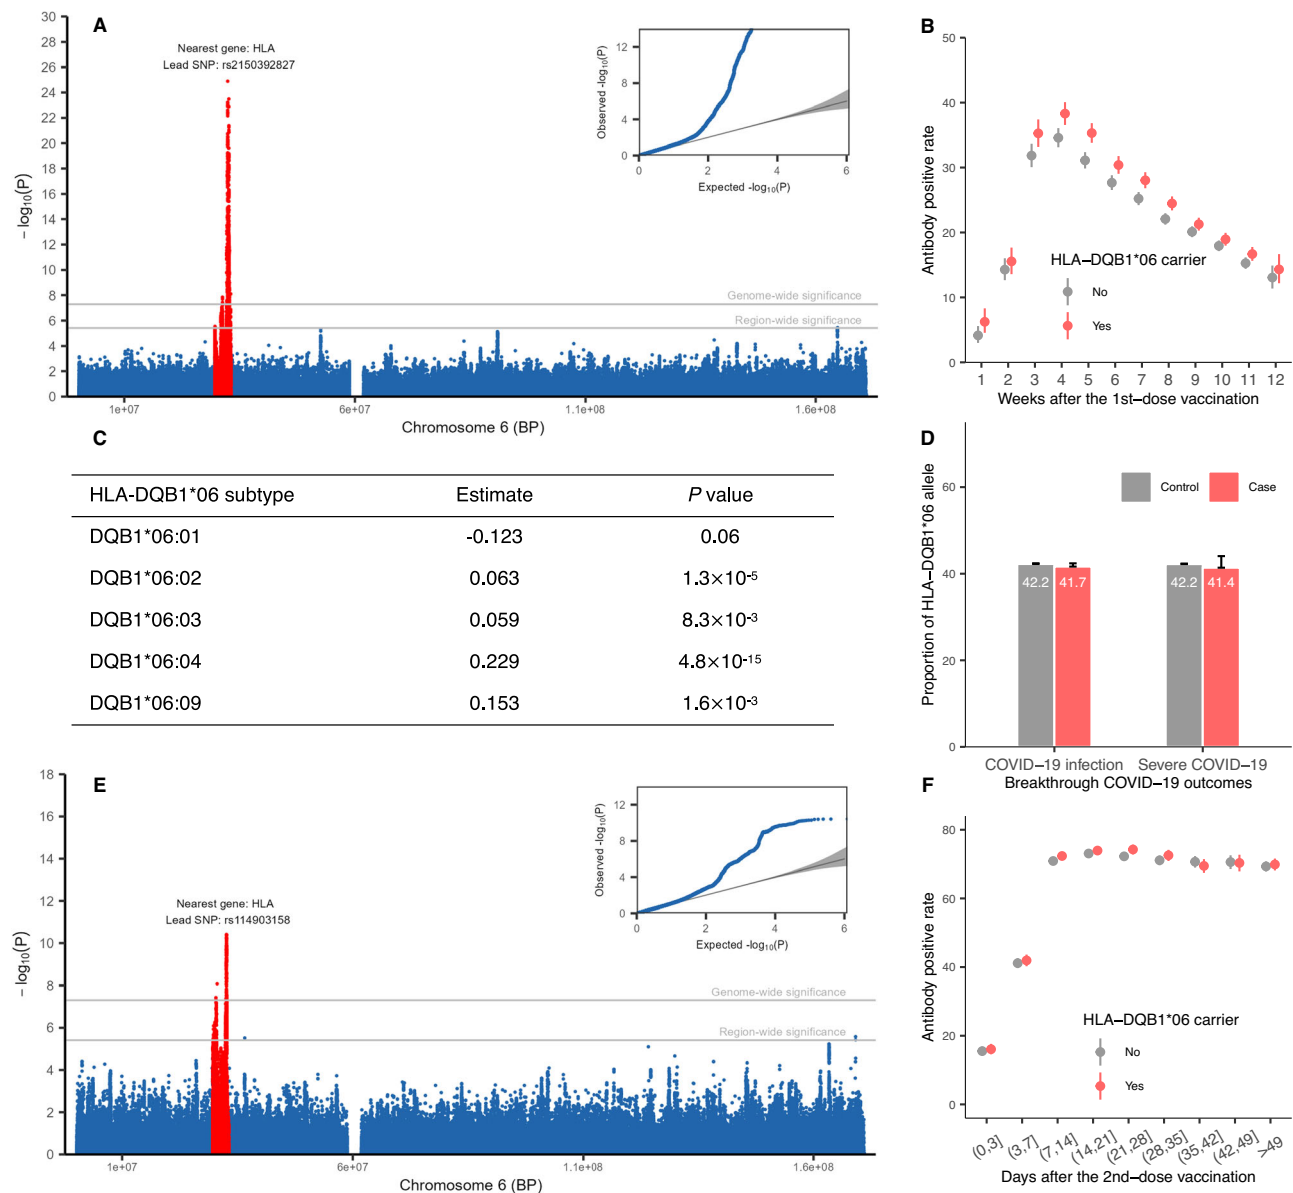 A
Nearest gene: HLA
Lead SNP: rs2150392827
− log10(P)
30
28
26
24
22
20
18
16
14
12
10
8
6
4
2
0
Genome-wide significance
Region-wide significance
1e+07
6e+07
1.1e+08
1.6e+08
Chromosome 6 (BP)
Observed -log10(P)
12
8
4
0
0
2
4
6
Expected -log10(P)
B
Antibody positive rate
50
40
30
20
10
0
HLA−DQB1*06 carrier
No
Yes
1 2 3 4 5 6 7 8 9 10 11 12
Weeks after the 1st−dose vaccination
C
HLA-DQB1*06 subtype Estimate P value
DQB1*06:01 -0.123 0.06
DQB1*06:02 0.063 1.3×10-5
DQB1*06:03 0.059 8.3×10-3
DQB1*06:04 0.229 4.8×10-15
DQB1*06:09 0.153 1.6×10-3
D
Proportion of HLA−DQB1*06 allele
60
40
20
0
Control Case
42.2 41.7 42.2 41.4
COVID−19 infection Severe COVID−19
Breakthrough COVID−19 outcomes
E
Nearest gene: HLA
Lead SNP: rs114903158
− log10(P)
18
16
14
12
10
8
6
4
2
0
Genome-wide significance
Region-wide significance
1e+07
6e+07
1.1e+08
1.6e+08
Chromosome 6 (BP)
Observed -log10(P)
12
8
4
0
0
2
4
6
Expected -log10(P)
F
Antibody positive rate
80
60
40
20
0
HLA−DQB1*06 carrier
No
Yes
(0,3] (3,7] (7,14] (14,21] (21,28] (28,35] (35,42] (42,49] >49
Days after the 2nd−dose vaccination